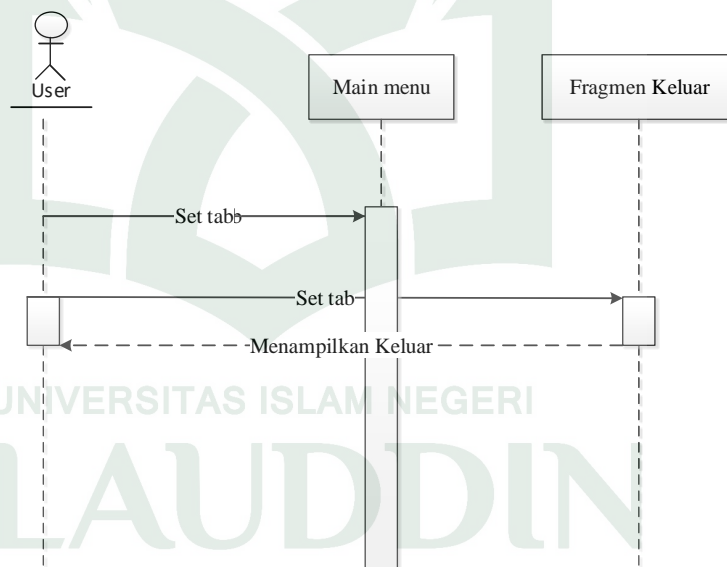 User
Main menu
Fragmen Keluar
Set tabb
Set tab
Menampilkan Keluar
UNIVERSITAS ISLAM NEGERI
LAUDDIN